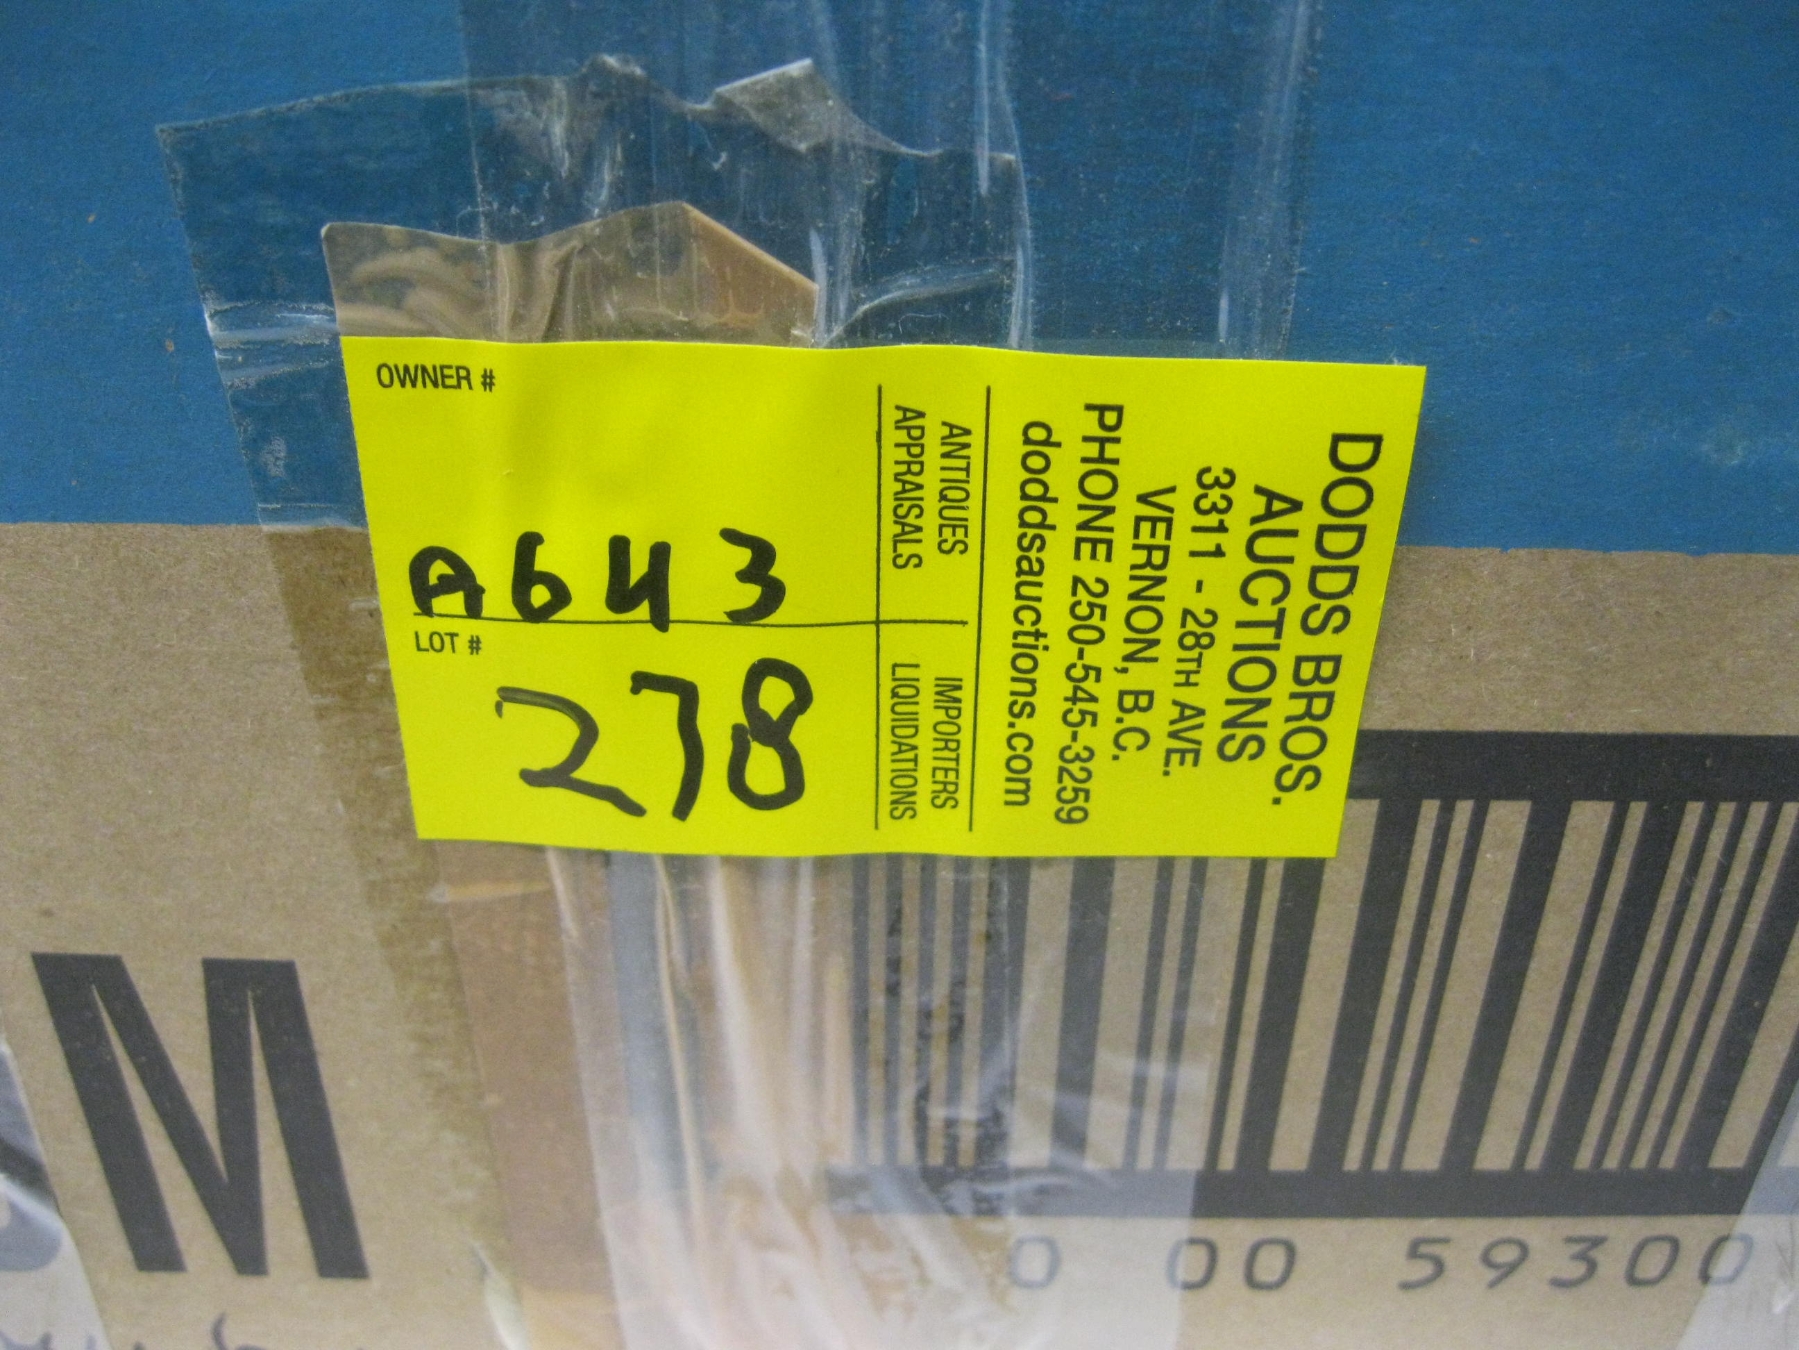 OWNER #
A643
LOT #
278
ANTIQUES
APPRAISALS
IMPORTERS
LIQUIDATIONS
DODDS BROS.
AUCTIONS
3311 - 28TH AVE.
VERNON, B.C.
PHONE 250-545-3259
doddsauctions.com
M
0 00 59300